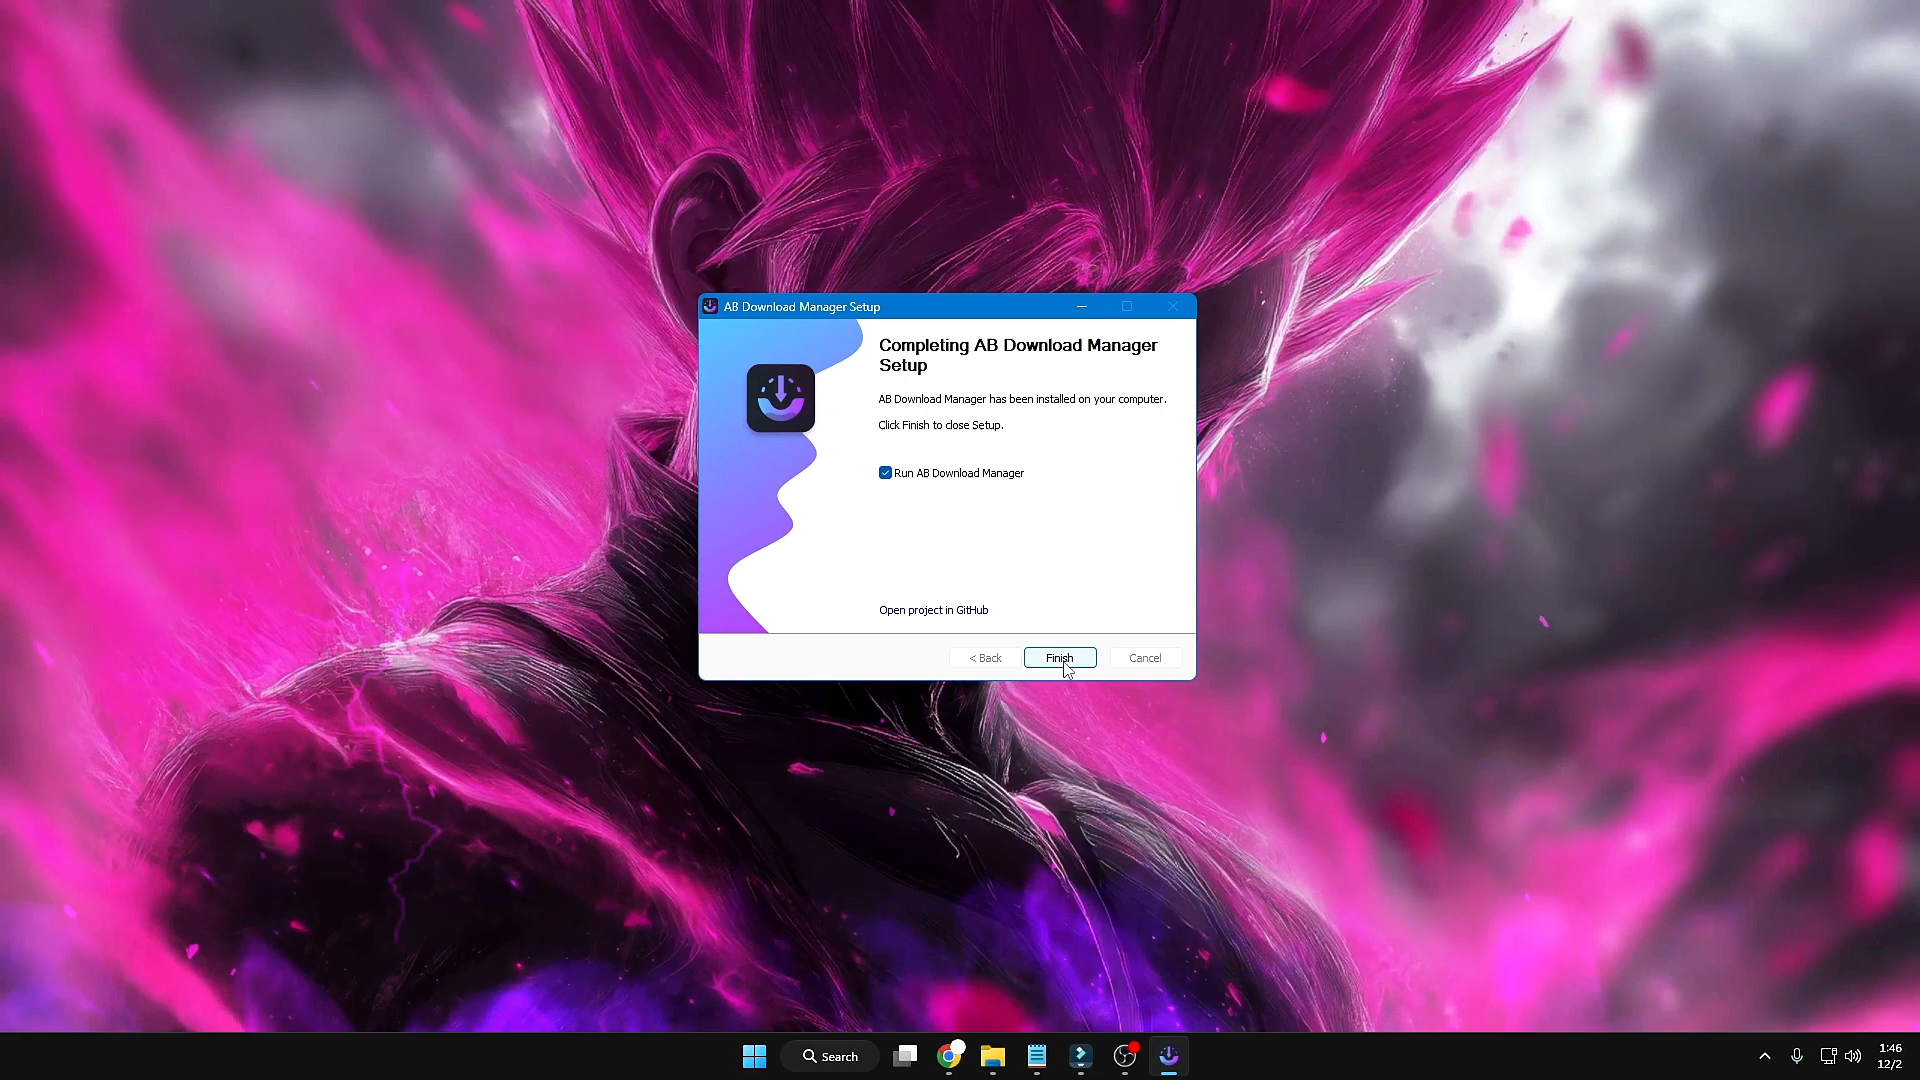 AB Download Manager Setup
Completing AB Download Manager
Setup
AB Download Manager has been installed on your computer.
Click Finish to close Setup.
Run AB Download Manager
Open project in GitHub
< Back
Finish
Cancel
Search
1:46
12/2